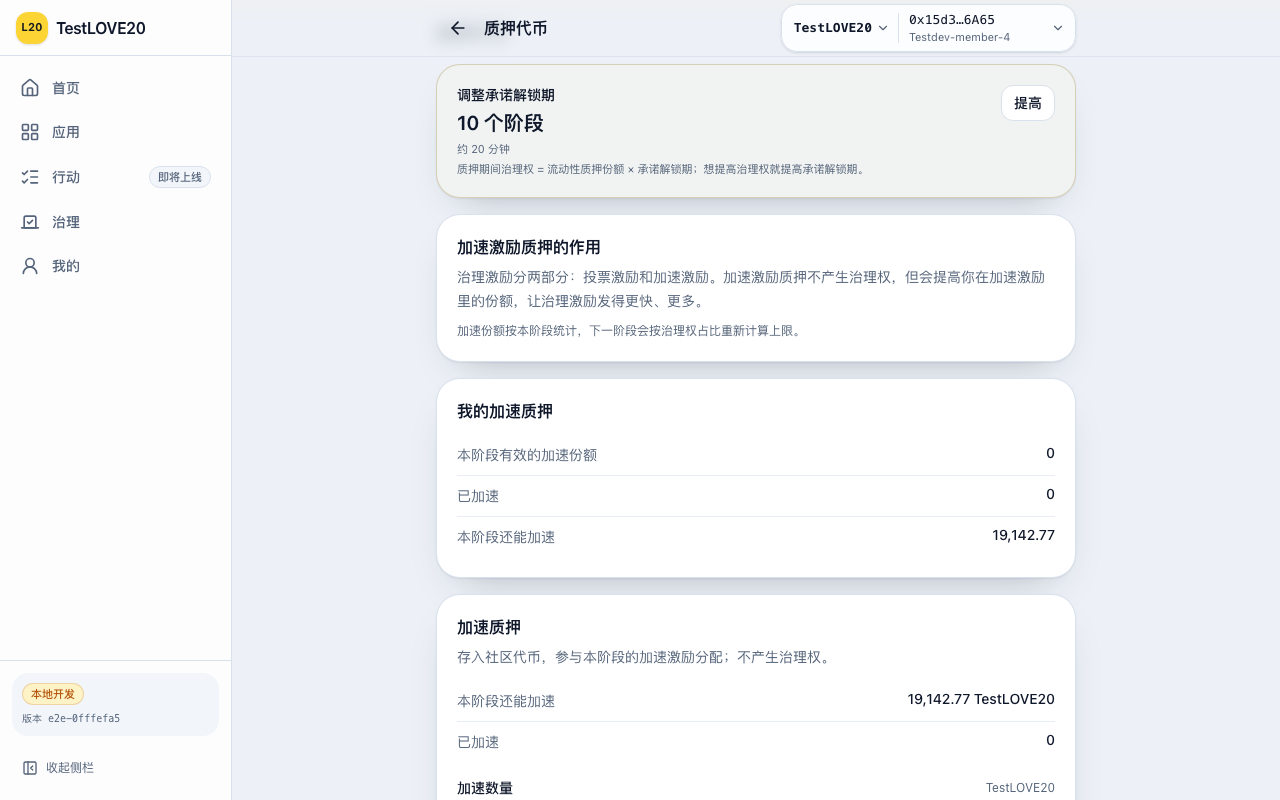 L20 TestLOVE20
首页
应用
行动 即将上线
治理
我的
本地开发
版本 e2e-0fffefa5
收起侧栏
质押代币
TestLOVE20
0x15d3…6A65
Testdev-member-4
调整承诺解锁期
10 个阶段
约 20 分钟
质押期间治理权 = 流动性质押份额 × 承诺解锁期；想提高治理权就提高承诺解锁期。
提高
加速激励质押的作用
治理激励分两部分：投票激励和加速激励。加速激励质押不产生治理权，但会提高你在加速激励
里的份额，让治理激励发得更快、更多。
加速份额按本阶段统计，下一阶段会按治理权占比重新计算上限。
我的加速质押
本阶段有效的加速份额 0
已加速 0
本阶段还能加速 19,142.77
加速质押
存入社区代币，参与本阶段的加速激励分配；不产生治理权。
本阶段还能加速 19,142.77 TestLOVE20
已加速 0
加速数量 TestLOVE20